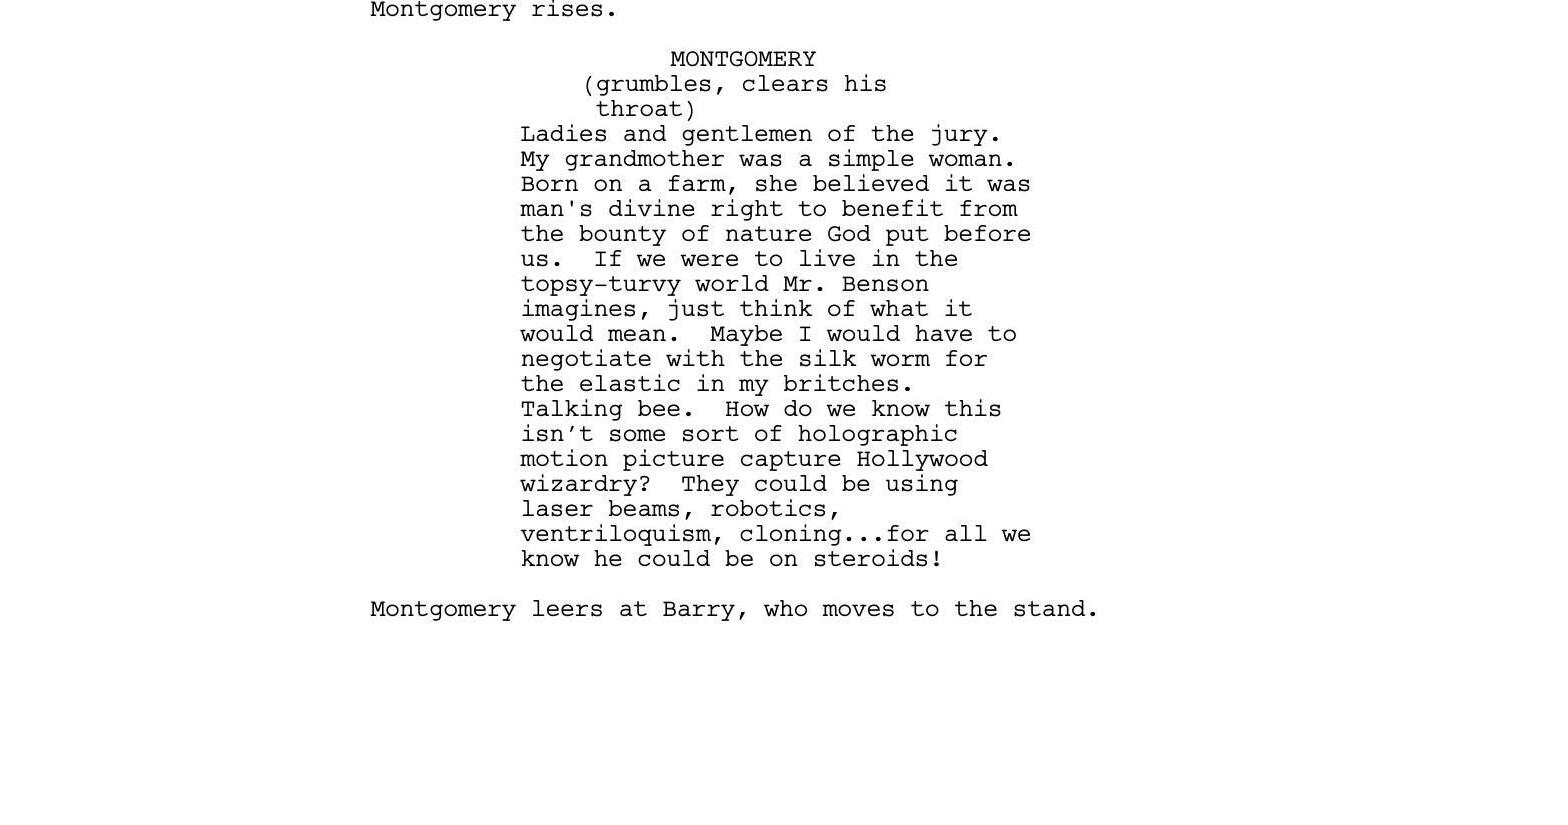 Montgomery rises.
MONTGOMERY
(grumbles, clears his
throat)
Ladies and gentlemen of the jury.
My grandmother was a simple woman.
Born on a farm, she believed it was
man's divine right to benefit from
the bounty of nature God put before
us.  If we were to live in the
topsy-turvy world Mr. Benson
imagines, just think of what it
would mean.  Maybe I would have to
negotiate with the silk worm for
the elastic in my britches.
Talking bee.  How do we know this
isn’t some sort of holographic
motion picture capture Hollywood
wizardry?  They could be using
laser beams, robotics,
ventriloquism, cloning...for all we
know he could be on steroids!
Montgomery leers at Barry, who moves to the stand.